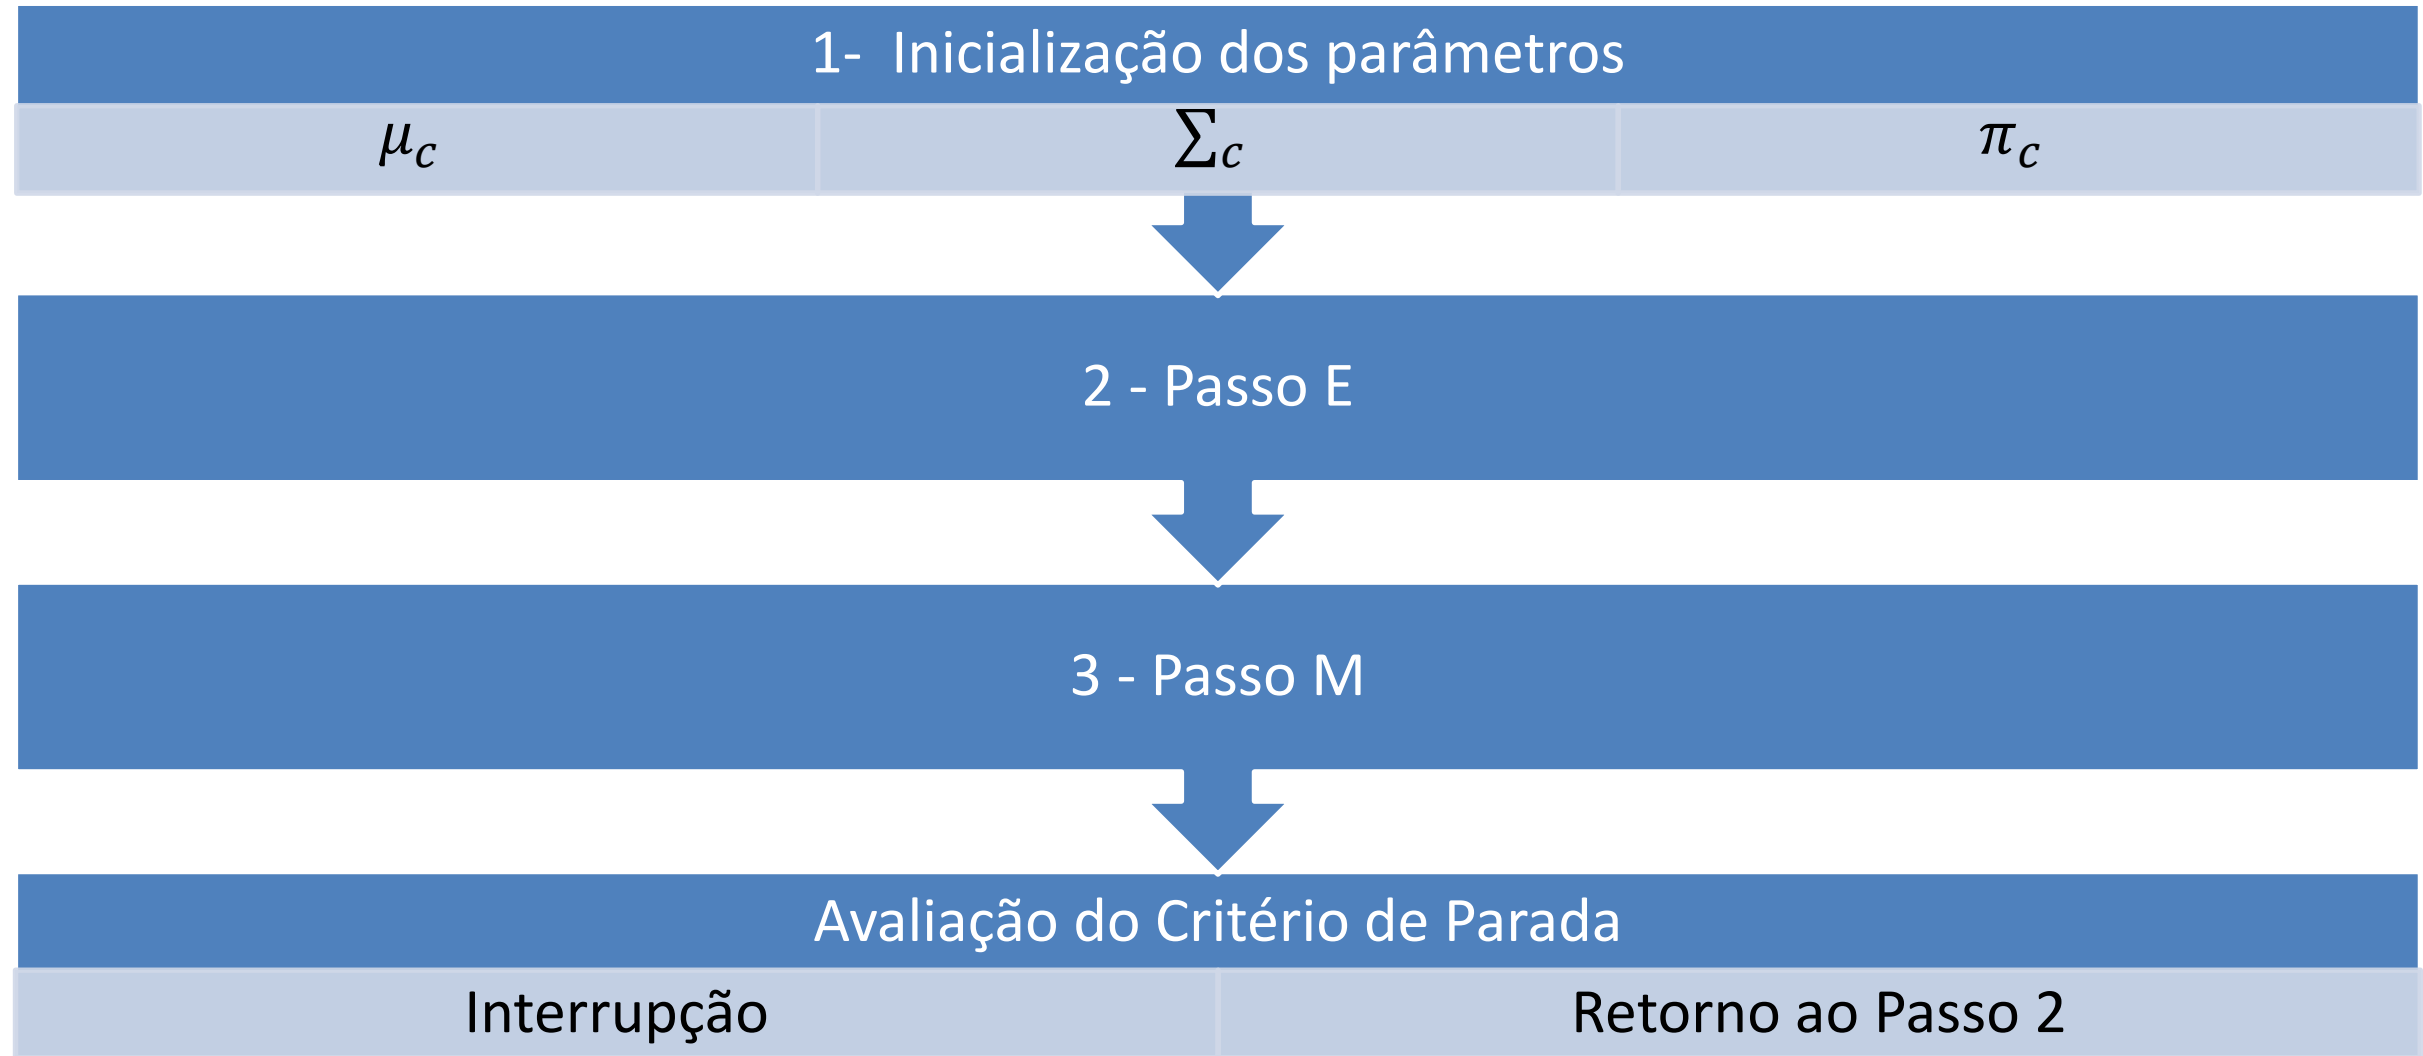 1-  Inicialização dos parâmetros
μc ∑c πc
2 - Passo E
3 - Passo M
Avaliação do Critério de Parada
Interrupção Retorno ao Passo 2